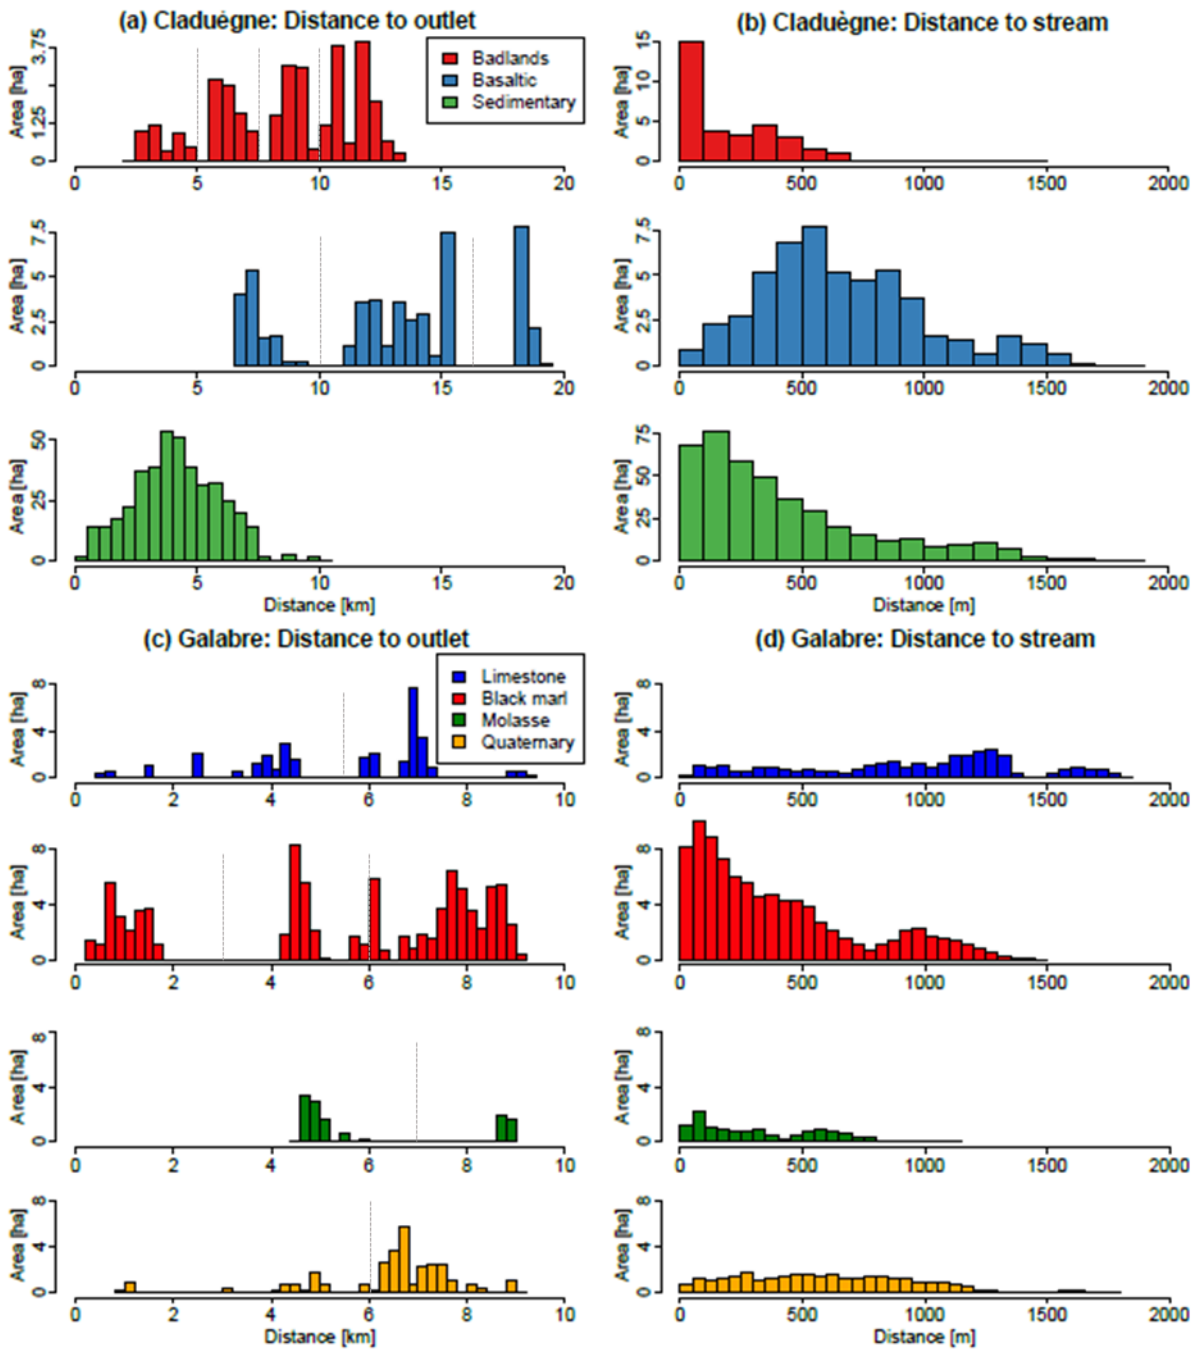 (a) Claduègne: Distance to outlet
Area [ha]
3.75
1.25
0
Badlands
Basaltic
Sedimentary
0 5 10 15 20
(b) Claduègne: Distance to stream
Area [ha]
15
10
5
0
0 500 1000 1500 2000
Area [ha]
7.5
5
2.5
0
0 5 10 15 20
Area [ha]
7.5
5
2.5
0
0 500 1000 1500 2000
Area [ha]
50
25
0
0 5 10 15 20
Distance [km]
Area [ha]
75
50
25
0
0 500 1000 1500 2000
Distance [m]
(c) Galabre: Distance to outlet
Area [ha]
8
4
0
Limestone
Black marl
Molasse
Quaternary
0 2 4 6 8 10
(d) Galabre: Distance to stream
Area [ha]
8
4
0
0 500 1000 1500 2000
Area [ha]
8
4
0
0 2 4 6 8 10
Area [ha]
8
4
0
0 500 1000 1500 2000
Area [ha]
8
4
0
0 2 4 6 8 10
Area [ha]
8
4
0
0 500 1000 1500 2000
Area [ha]
8
4
0
0 2 4 6 8 10
Distance [km]
Area [ha]
8
4
0
0 500 1000 1500 2000
Distance [m]